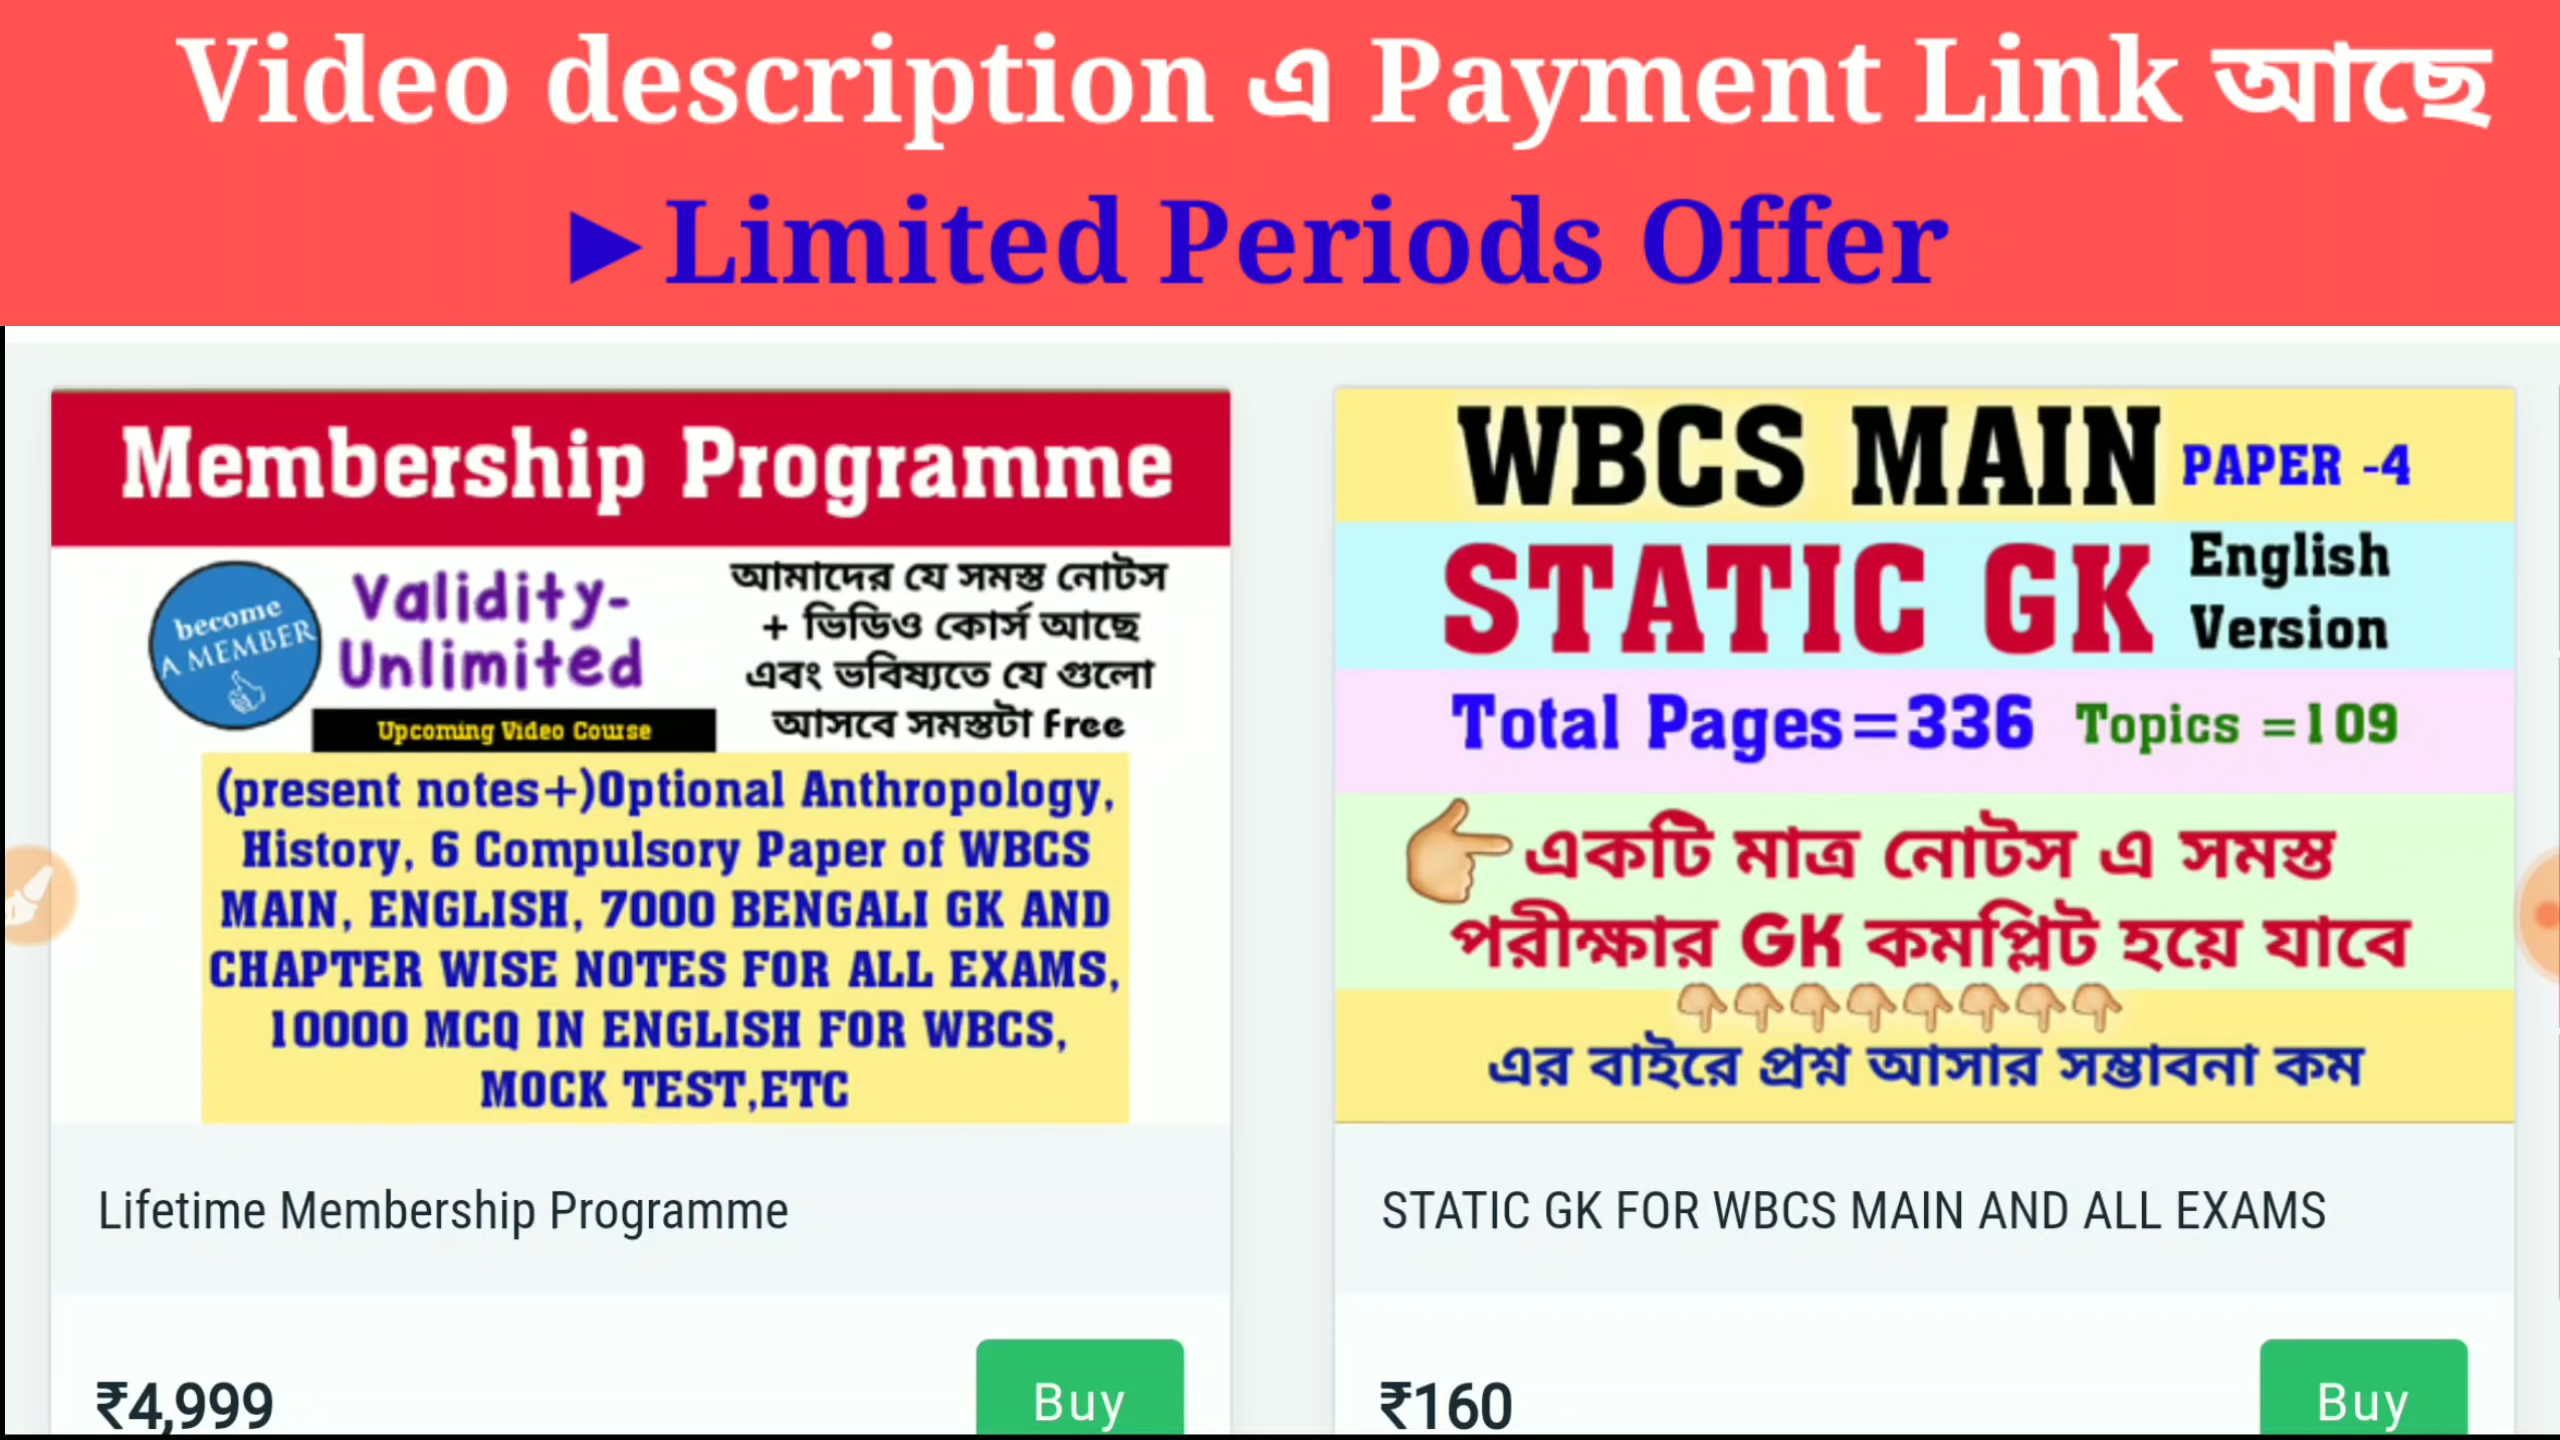 Video description এ Payment Link আছে
►Limited Periods Offer
Membership Programme
become
A MEMBER
Validity-
Unlimited
Upcoming Video Course
আমাদের যে সমস্ত নোটস
+ ভিডিও কোর্স আছে
এবং ভবিষ্যতে যে গুলো
আসবে সমস্তটা Free
(present notes+)Optional Anthropology,
History, 6 Compulsory Paper of WBCS
MAIN, ENGLISH, 7000 BENGALI GK AND
CHAPTER WISE NOTES FOR ALL EXAMS,
10000 MCQ IN ENGLISH FOR WBCS,
MOCK TEST,ETC
Lifetime Membership Programme
₹4,999
Buy
WBCS MAIN PAPER -4
STATIC GK English
Version
Total Pages=336 Topics =109
একটি মাত্র নোটস এ সমস্ত
পরীক্ষার GK কমপ্লিট হয়ে যাবে
এর বাইরে প্রশ্ন আসার সম্ভাবনা কম
STATIC GK FOR WBCS MAIN AND ALL EXAMS
₹160
Buy